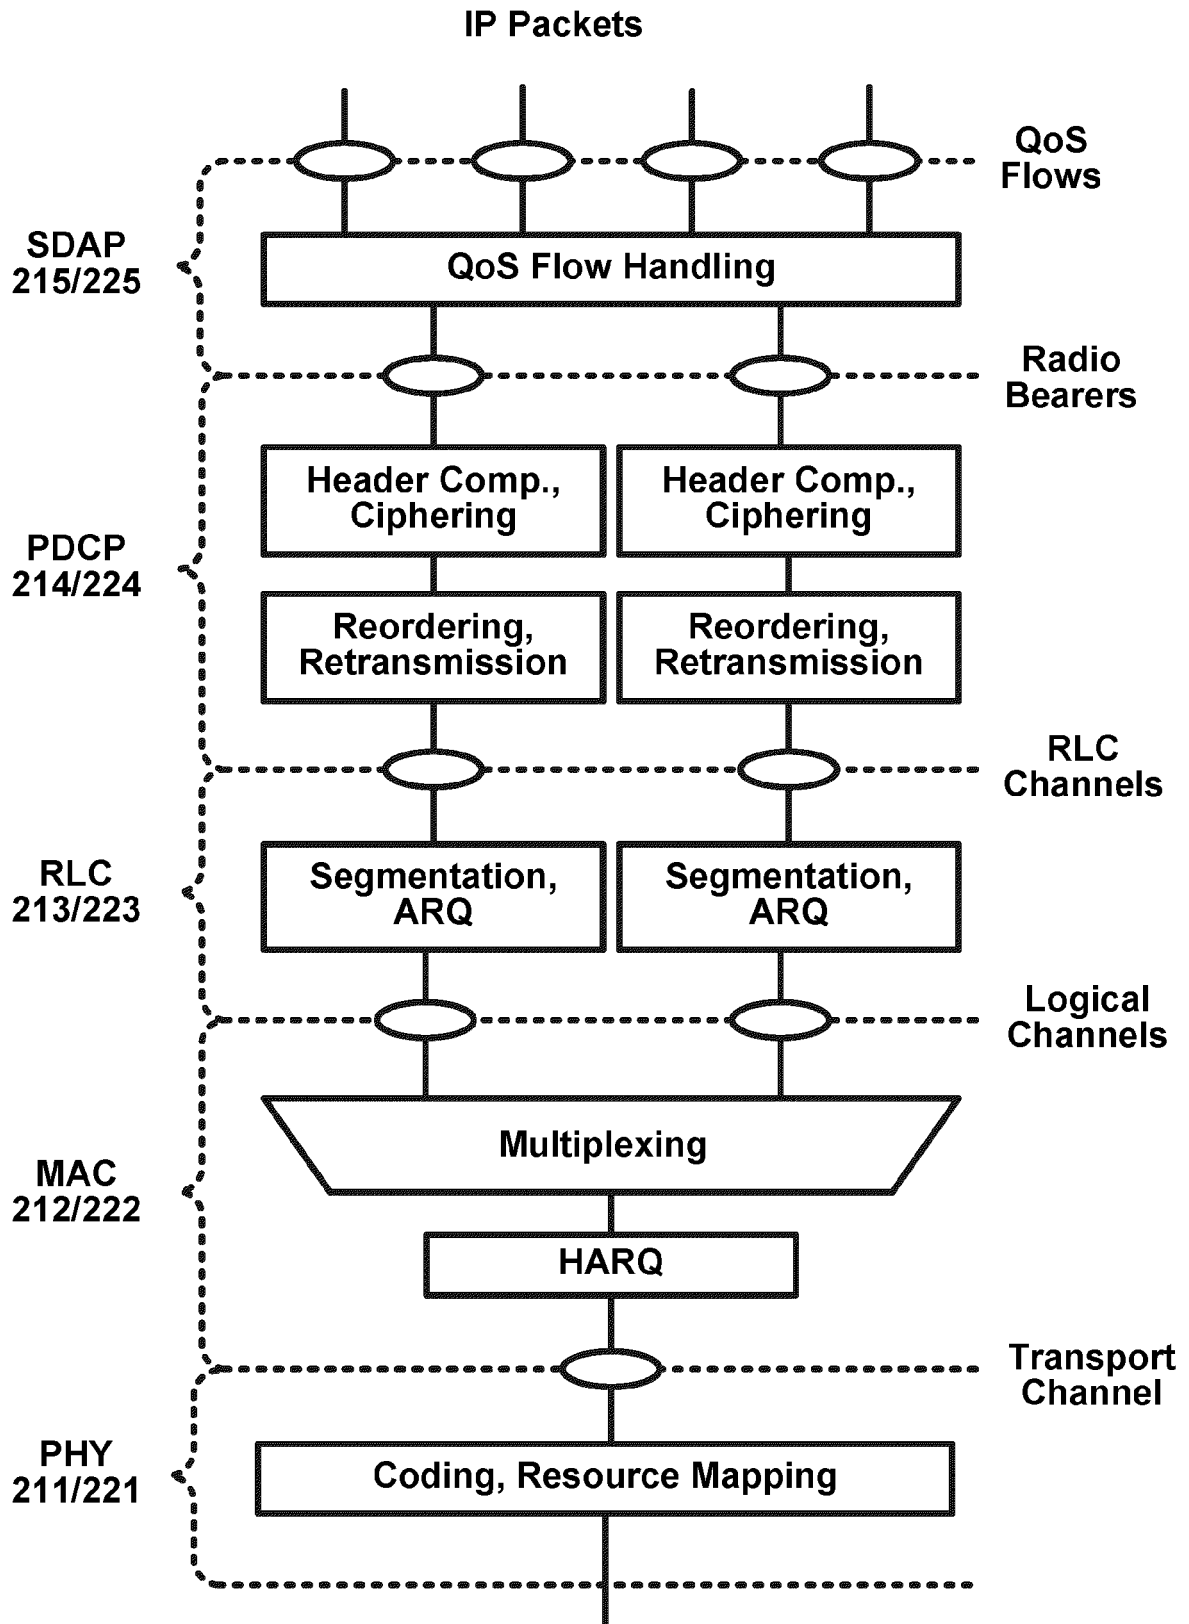 IP Packets
QoS
Flows
SDAP
215/225
QoS Flow Handling
Radio
Bearers
Header Comp.,
Ciphering
Header Comp.,
Ciphering
PDCP
214/224
Reordering,
Retransmission
Reordering,
Retransmission
RLC
Channels
RLC
213/223
Segmentation,
ARQ
Segmentation,
ARQ
Logical
Channels
Multiplexing
MAC
212/222
HARQ
Transport
Channel
PHY
211/221
Coding, Resource Mapping